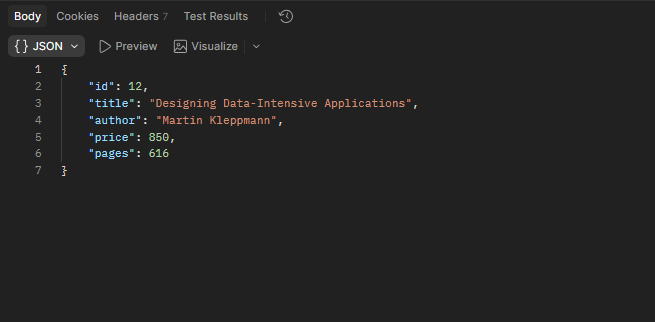 Body Cookies Headers 7 Test Results
{} JSON Preview Visualize
1 {
2 "id": 12,
3 "title": "Designing Data-Intensive Applications",
4 "author": "Martin Kleppmann",
5 "price": 850,
6 "pages": 616
7 }